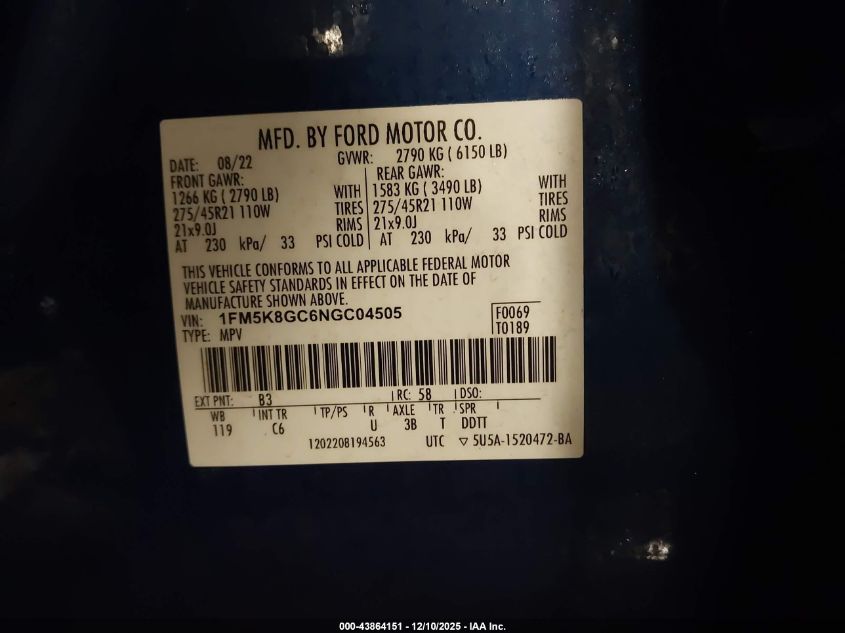 MFD. BY FORD MOTOR CO.
DATE: 08/22 GVWR: 2790 KG ( 6150 LB)
FRONT GAWR: REAR GAWR:
1266 KG ( 2790 LB) WITH 1583 KG ( 3490 LB) WITH
275/45R21 110W TIRES 275/45R21 110W TIRES
21x9.0J RIMS 21x9.0J RIMS
AT 230 kPa/ 33 PSI COLD AT 230 kPa/ 33 PSI COLD
THIS VEHICLE CONFORMS TO ALL APPLICABLE FEDERAL MOTOR
VEHICLE SAFETY STANDARDS IN EFFECT ON THE DATE OF
MANUFACTURE SHOWN ABOVE.
VIN: 1FM5K8GC6NGC04505 F0069
TYPE: MPV T0189
EXT PNT: B3 RC: 58 DSO:
WB INT TR TP/PS R AXLE TR SPR
119 C6 U 3B T DDTT
1202208194563 UTC ▽ 5U5A-1520472-BA
000-43864151 - 12/10/2025 - IAA Inc.